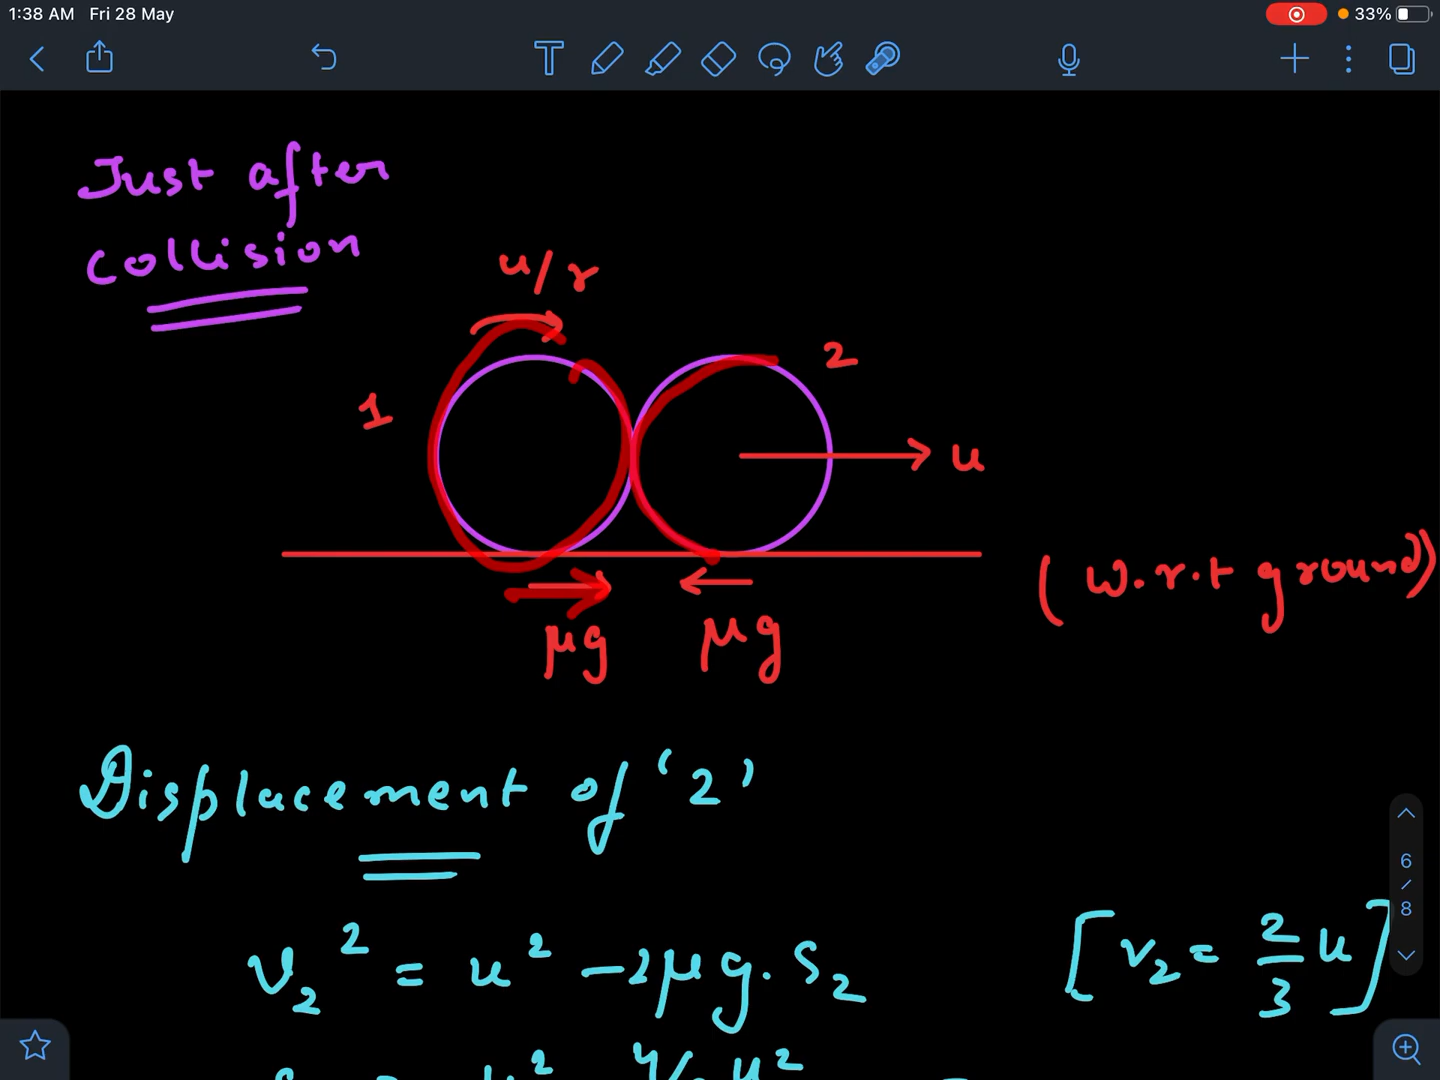 1:38 AM Fri 28 May
33%
Just after
collision
u/r
1
2
u
μg
μg
(w.r.t ground)
Displacement of '2'
v₂² = u² - 2μg. S₂
[v₂ = 2/3 u]
6
/
8